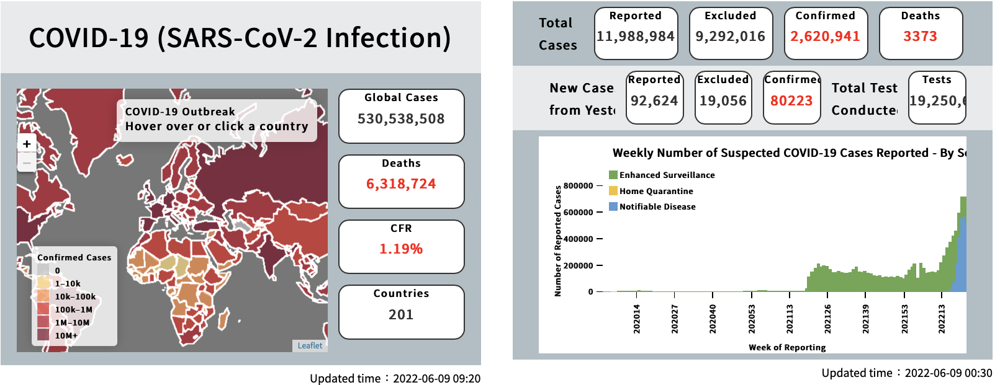 COVID-19 (SARS-CoV-2 Infection)
COVID-19 Outbreak
Hover over or click a country
+
−
Confirmed Cases
0
1–10k
10k–100k
100k–1M
1M–10M
10M+
Leaflet
Global Cases
530,538,508
Deaths
6,318,724
CFR
1.19%
Countries
201
Updated time：2022-06-09 09:20
Total
Cases
Reported
11,988,984
Excluded
9,292,016
Confirmed
2,620,941
Deaths
3373
New Case
from Yest
Reported
92,624
Excluded
19,056
Confirmed
80223
Total Test
Conducte
Tests
19,250,6
Weekly Number of Suspected COVID-19 Cases Reported - By So
Enhanced Surveillance
Home Quarantine
Notifiable Disease
Number of Reported Cases
800000
600000
400000
200000
0
202014
202027
202040
202053
202113
202126
202139
202153
202213
Week of Reporting
Updated time：2022-06-09 00:30